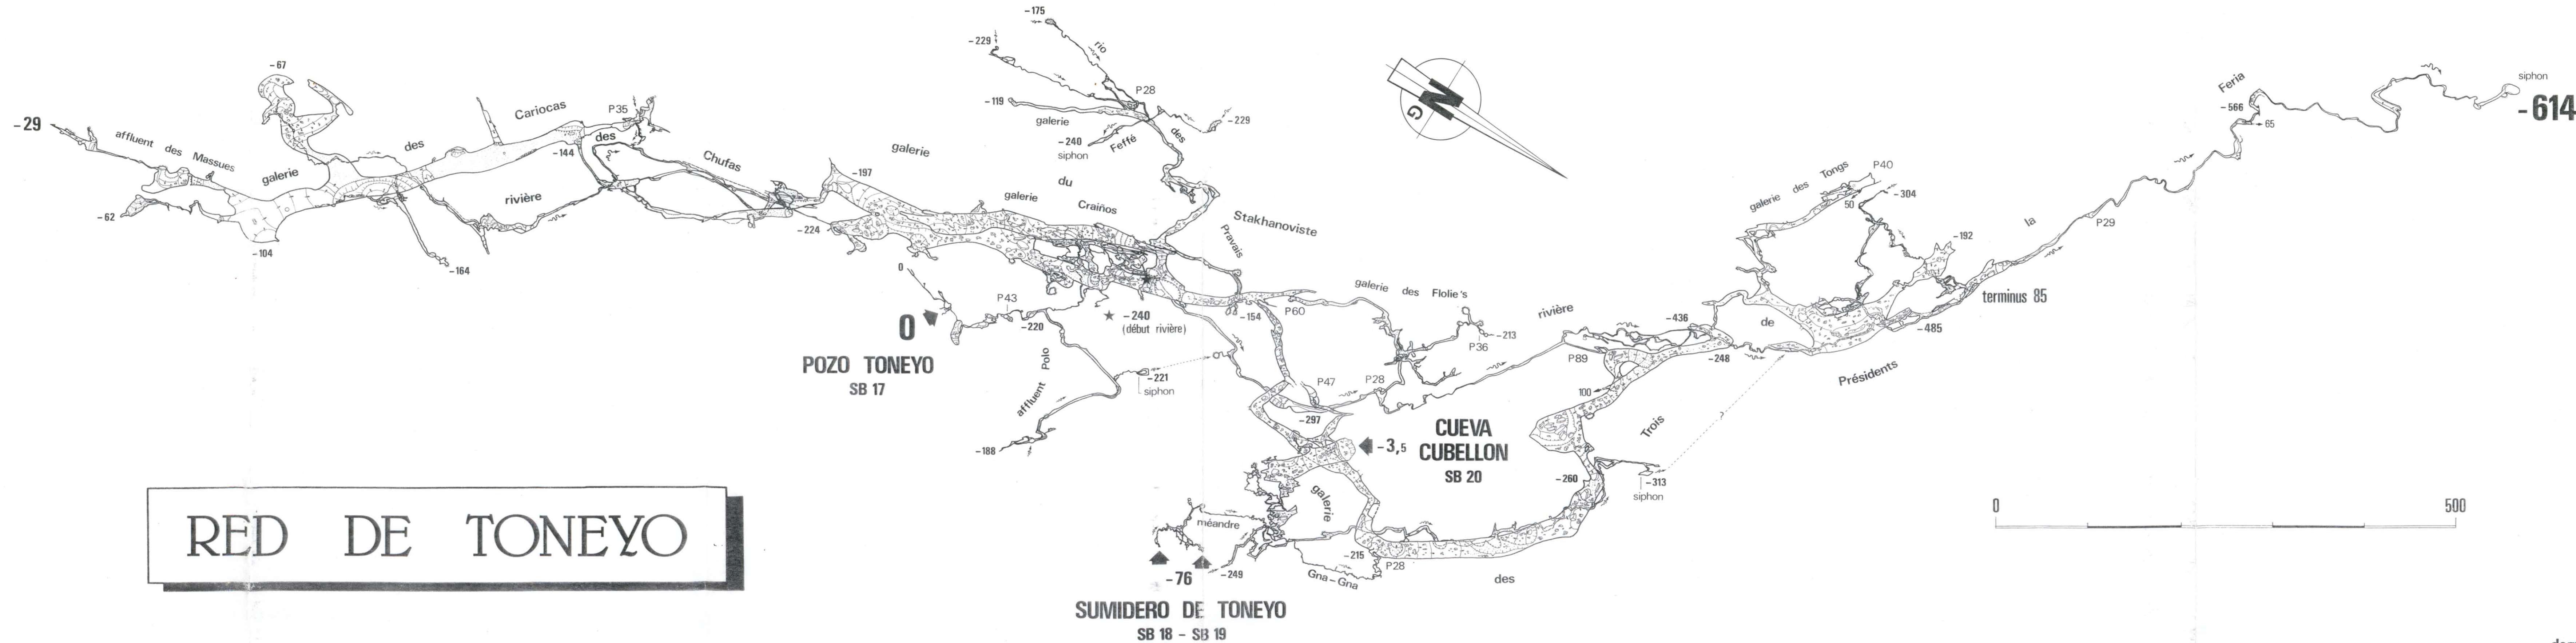 -29
affluent des Massues
-62
-67
galerie des Cariocas
-104
-164
-144
P35
rivière des Chufas
-197
-224
galerie du Stakhanoviste
galerie Craiños
-175
rio Feffé
-229
-119
P28
galerie des Pravais
-240
siphon
-229
0
0
POZO TONEYO
SB 17
P43
-220
-240
(début rivière)
affluent Polo
-221
siphon
-188
-154
P60
galerie des Flolie's
P36
-213
P47
P28
-297
-3,5
CUEVA
CUBELLON
SB 20
méandre
Gna-Gna
-76
-249
SUMIDERO DE TONEYO
SB 18 - SB 19
-215
P28
galerie des Trois Présidents
-260
-313
siphon
?
100
P89
-436
-248
rivière de la Feria
galerie des Tongs
P40
50
-304
-192
terminus 85
-485
P29
-566
65
siphon
-614
N
G
0 500
RED DE TONEYO